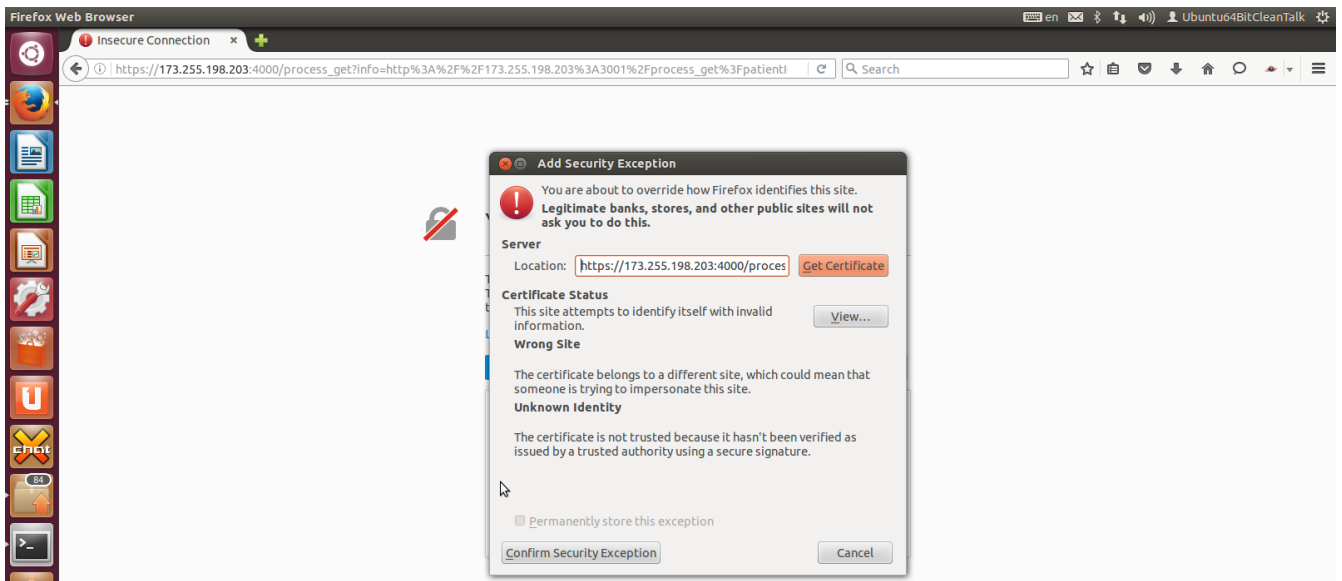 Firefox Web Browser
en
Ubuntu64BitCleanTalk
Insecure Connection
https://173.255.198.203:4000/process_get?info=http%3A%2F%2F173.255.198.203%3A3001%2Fprocess_get%3Fpatient
Search
Add Security Exception
You are about to override how Firefox identifies this site.
Legitimate banks, stores, and other public sites will not
ask you to do this.
Server
Location:
https://173.255.198.203:4000/proces
Get Certificate
Certificate Status
This site attempts to identify itself with invalid
information.
View...
Wrong Site
The certificate belongs to a different site, which could mean that
someone is trying to impersonate this site.
Unknown Identity
The certificate is not trusted because it hasn't been verified as
issued by a trusted authority using a secure signature.
Permanently store this exception
Confirm Security Exception
Cancel
U
chat
84
>_